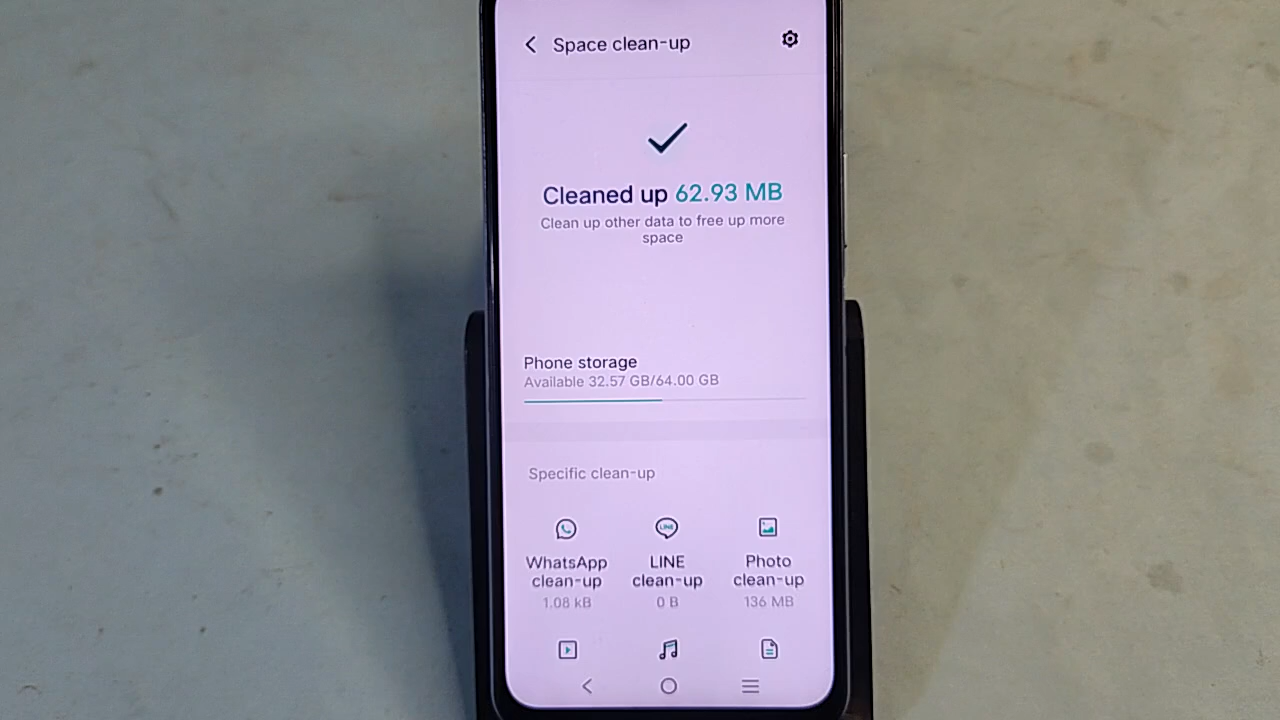 Space clean-up
Cleaned up 62.93 MB
Clean up other data to free up more
space
Phone storage
Available 32.57 GB/64.00 GB
Specific clean-up
LINE
WhatsApp LINE Photo
clean-up clean-up clean-up
1.08 kB 0 B 136 MB